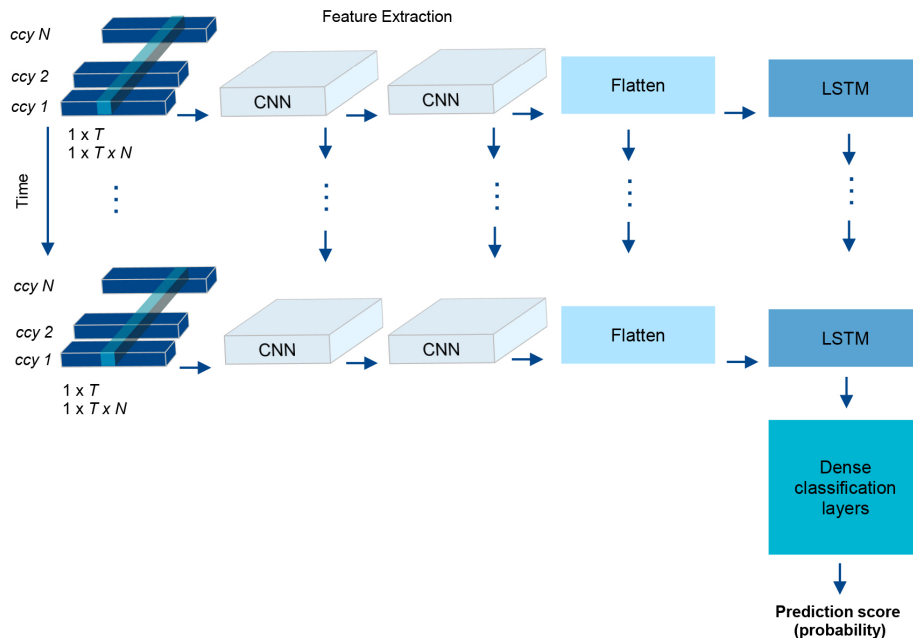 Feature Extraction
ccy N
ccy 2
ccy 1
CNN
CNN
Flatten
LSTM
1 x T
1 x T x N
Time
ccy N
ccy 2
ccy 1
CNN
CNN
Flatten
LSTM
1 x T
1 x T x N
Dense
classification
layers
Prediction score
(probability)